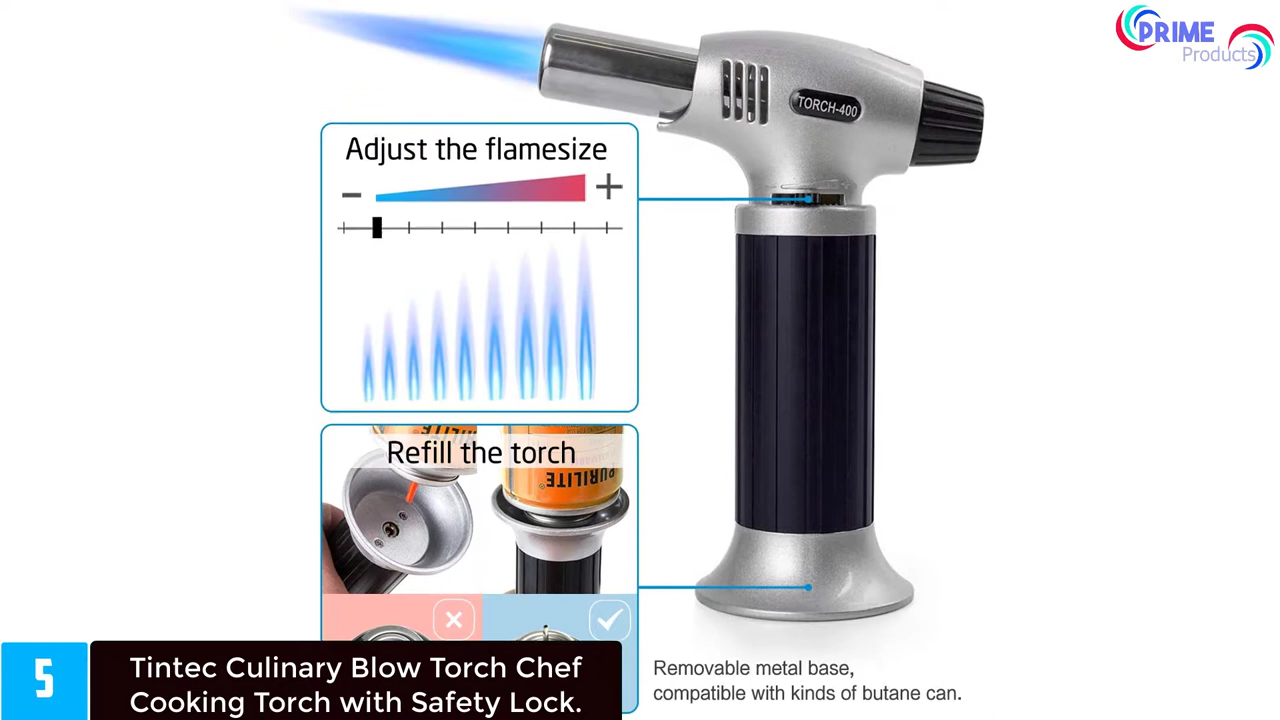 PRIME
Products
TORCH-400
Adjust the flamesize
Refill the torch
PURILITE
Removable metal base,
compatible with kinds of butane can.
5
Tintec Culinary Blow Torch Chef
Cooking Torch with Safety Lock.